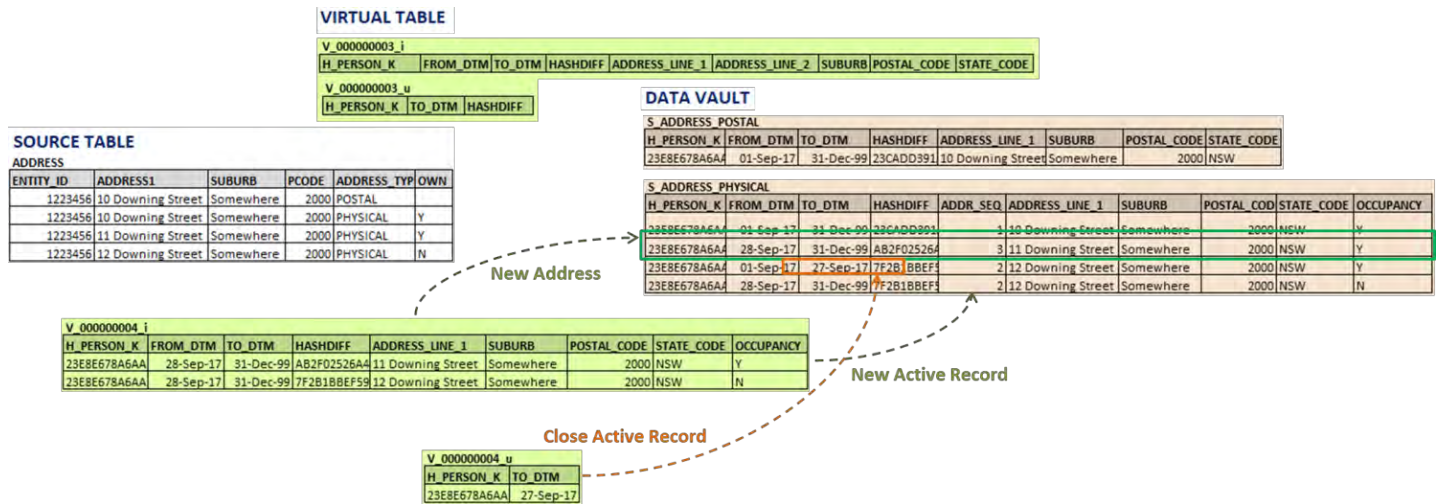 VIRTUAL TABLE
V_000000003_i
H_PERSON_K FROM_DTM TO_DTM HASHDIFF ADDRESS_LINE_1 ADDRESS_LINE_2 SUBURB POSTAL_CODE STATE_CODE
V_000000003_u
H_PERSON_K TO_DTM HASHDIFF
DATA VAULT
S_ADDRESS_POSTAL
H_PERSON_K FROM_DTM TO_DTM HASHDIFF ADDRESS_LINE_1 SUBURB POSTAL_CODE STATE_CODE
23E8E678A6AA 01-Sep-17 31-Dec-99 23CADD391 10 Downing Street Somewhere 2000 NSW
SOURCE TABLE
ADDRESS
ENTITY_ID ADDRESS1 SUBURB PCODE ADDRESS_TYP OWN
1223456 10 Downing Street Somewhere 2000 POSTAL
1223456 10 Downing Street Somewhere 2000 PHYSICAL Y
1223456 11 Downing Street Somewhere 2000 PHYSICAL Y
1223456 12 Downing Street Somewhere 2000 PHYSICAL N
S_ADDRESS_PHYSICAL
H_PERSON_K FROM_DTM TO_DTM HASHDIFF ADDR_SEQ ADDRESS_LINE_1 SUBURB POSTAL_COD STATE_CODE OCCUPANCY
23E8E678A6AA 01-Sep-17 31-Dec-99 23CADD391 1 10 Downing Street Somewhere 2000 NSW Y
23E8E678A6AA 28-Sep-17 31-Dec-99 AB2F02526A 3 11 Downing Street Somewhere 2000 NSW Y
23E8E678A6AA 01-Sep-17 27-Sep-17 7F2B1BBEF5 2 12 Downing Street Somewhere 2000 NSW Y
23E8E678A6AA 28-Sep-17 31-Dec-99 7F2B1BBEF5 2 12 Downing Street Somewhere 2000 NSW N
New Address
V_000000004_i
H_PERSON_K FROM_DTM TO_DTM HASHDIFF ADDRESS_LINE_1 SUBURB POSTAL_CODE STATE_CODE OCCUPANCY
23E8E678A6AA 28-Sep-17 31-Dec-99 AB2F02526A4 11 Downing Street Somewhere 2000 NSW Y
23E8E678A6AA 28-Sep-17 31-Dec-99 7F2B1BBEF59 12 Downing Street Somewhere 2000 NSW N
New Active Record
Close Active Record
V_000000004_u
H_PERSON_K TO_DTM
23E8E678A6AA 27-Sep-17